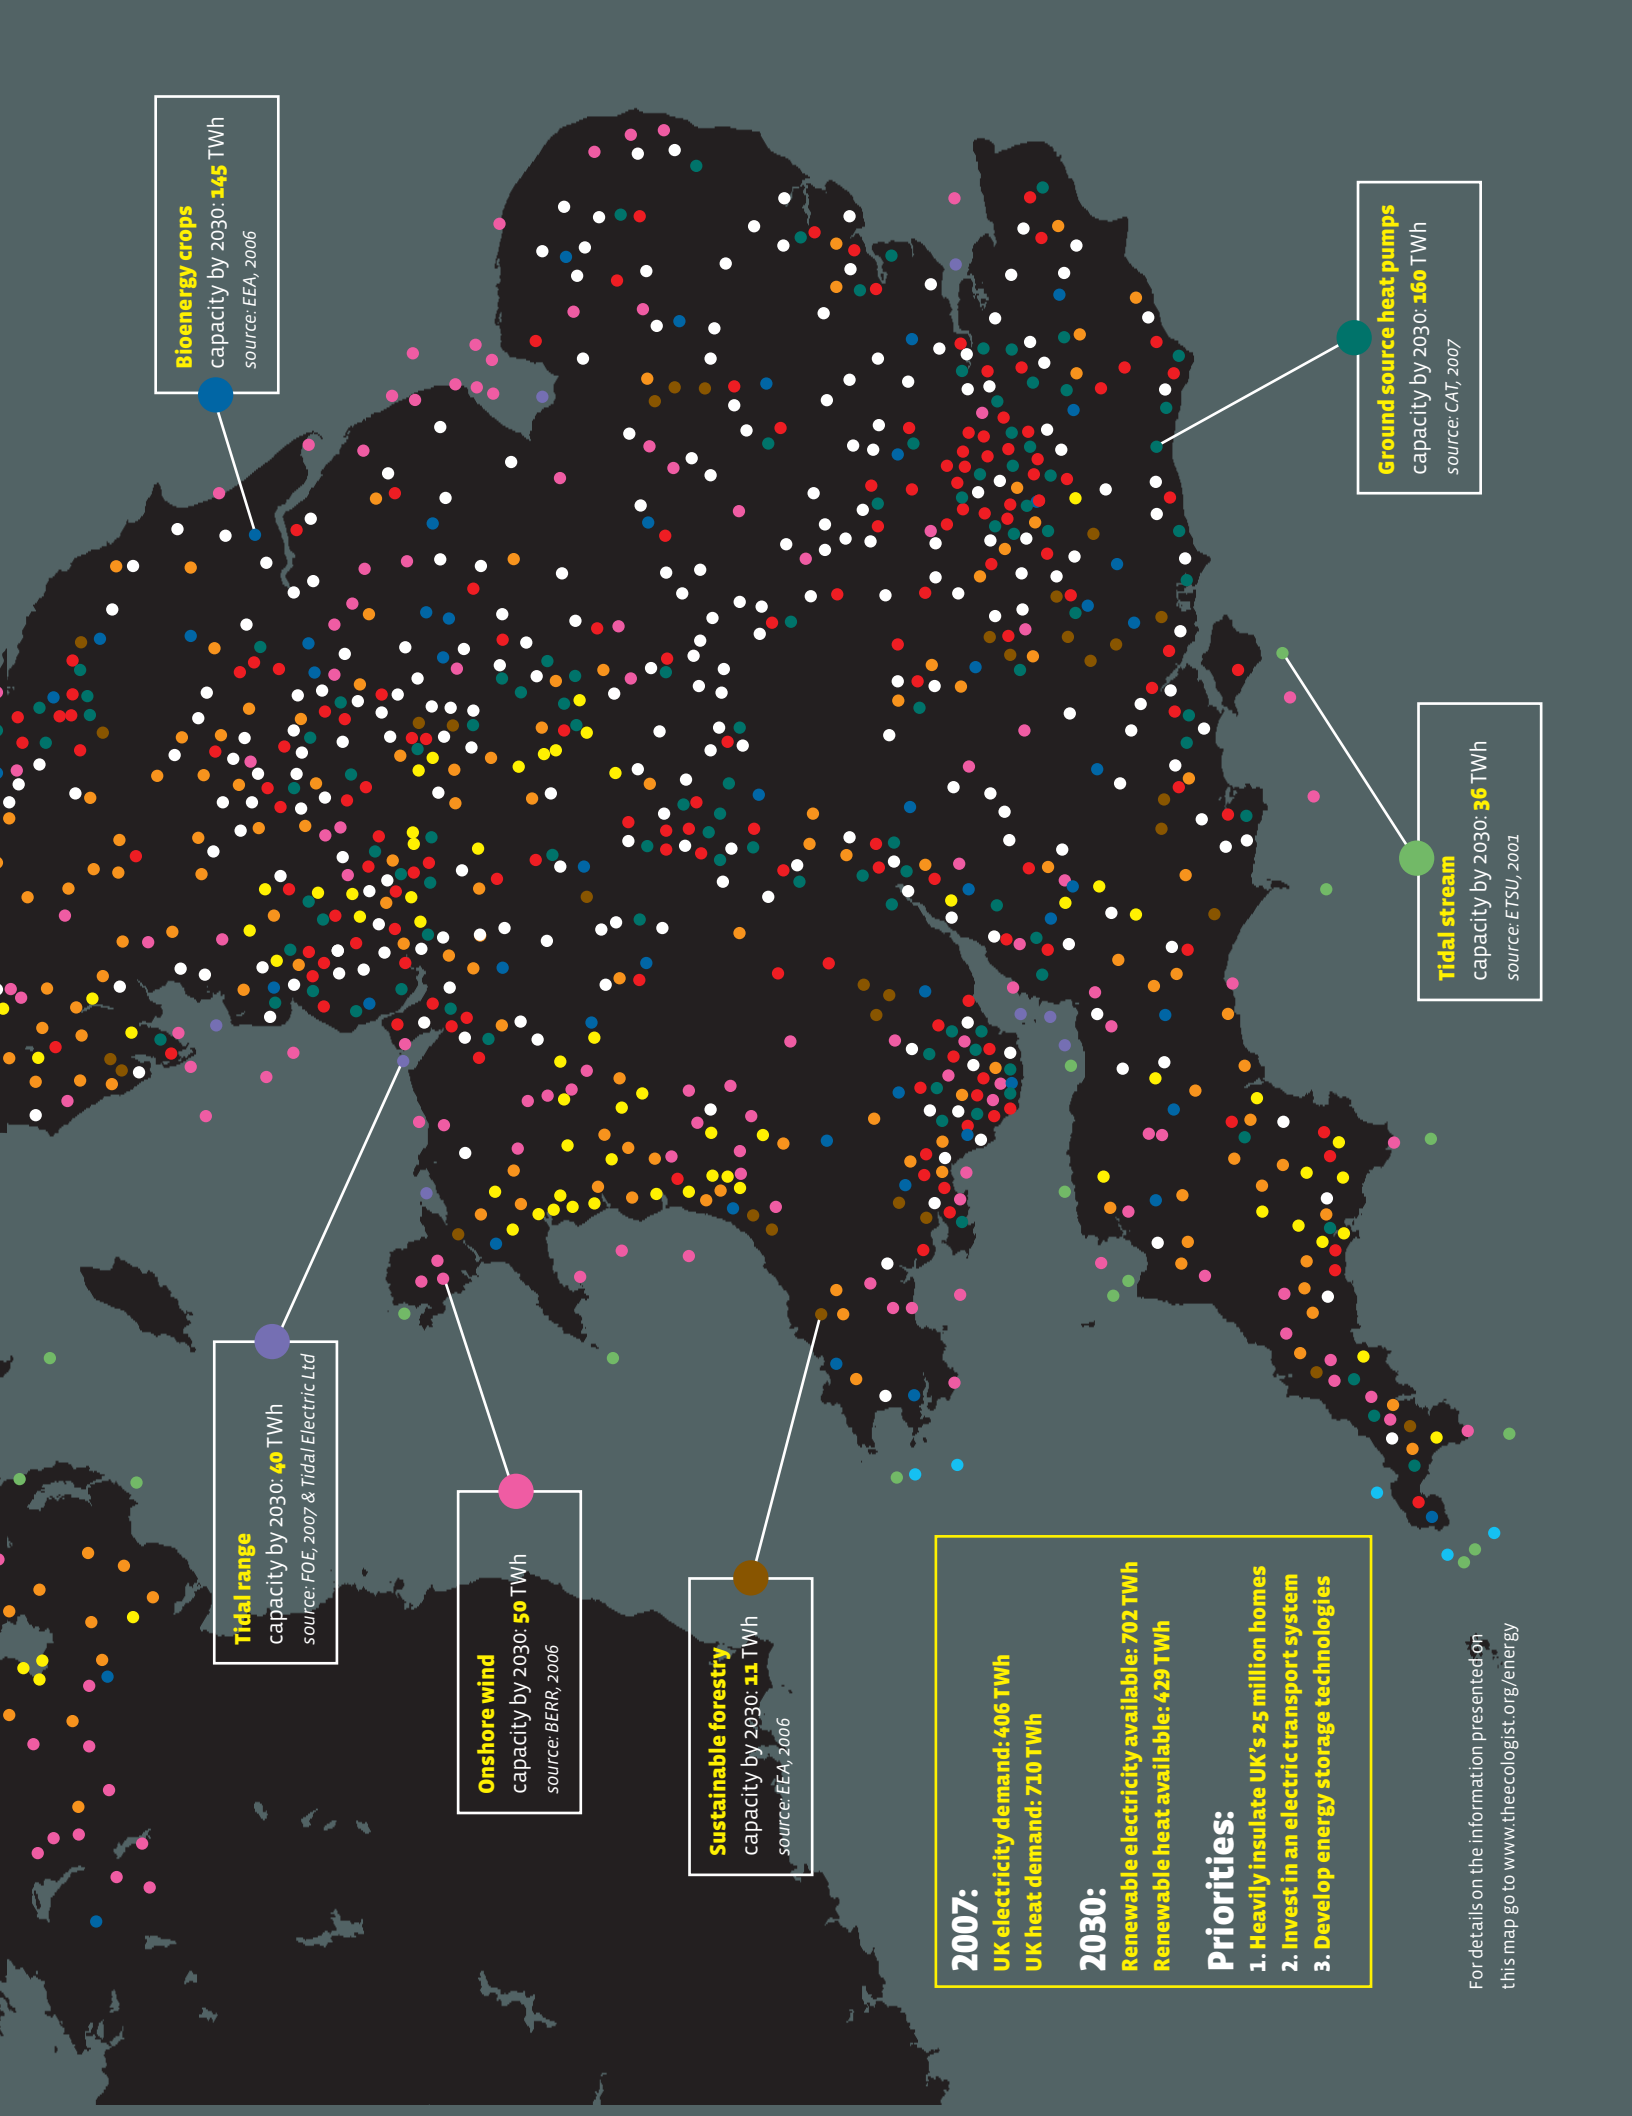 Tidal range
capacity by 2030: 40 TWh
source: FOE, 2007 & Tidal Electric Ltd
Bioenergy crops
capacity by 2030: 145 TWh
source: EEA, 2006
Onshore wind
capacity by 2030: 50 TWh
source: BERR, 2006
Sustainable forestry
capacity by 2030: 11 TWh
source: EEA, 2006
2007:
UK electricity demand: 406 TWh
UK heat demand: 710 TWh
2030:
Renewable electricity available: 702 TWh
Renewable heat available: 429 TWh
Priorities:
1. Heavily insulate UK's 25 million homes
2. Invest in an electric transport system
3. Develop energy storage technologies
Ground source heat pumps
capacity by 2030: 160 TWh
source: CAT, 2007
Tidal stream
capacity by 2030: 36 TWh
source: ETSU, 2001
For details on the information presented on
this map go to www.theecologist.org/energy